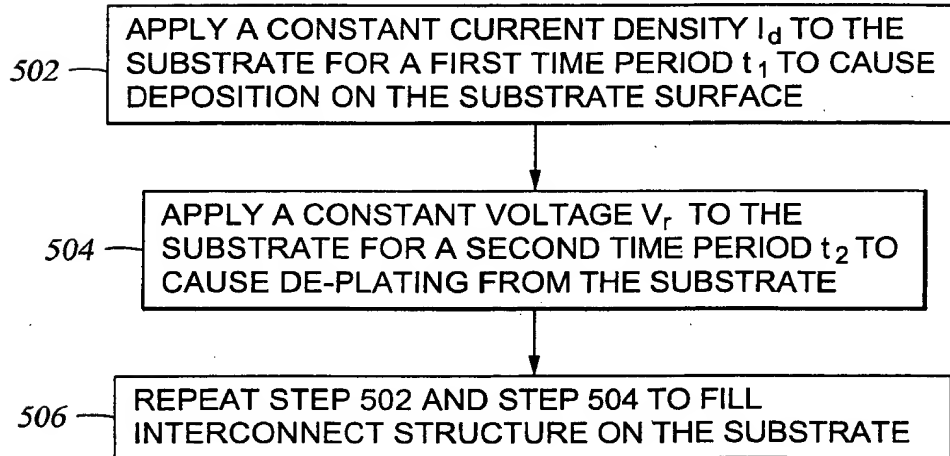 502
APPLY A CONSTANT CURRENT DENSITY Id TO THE
SUBSTRATE FOR A FIRST TIME PERIOD t1 TO CAUSE
DEPOSITION ON THE SUBSTRATE SURFACE
504
APPLY A CONSTANT VOLTAGE Vr TO THE
SUBSTRATE FOR A SECOND TIME PERIOD t2 TO
CAUSE DE-PLATING FROM THE SUBSTRATE
506
REPEAT STEP 502 AND STEP 504 TO FILL
INTERCONNECT STRUCTURE ON THE SUBSTRATE